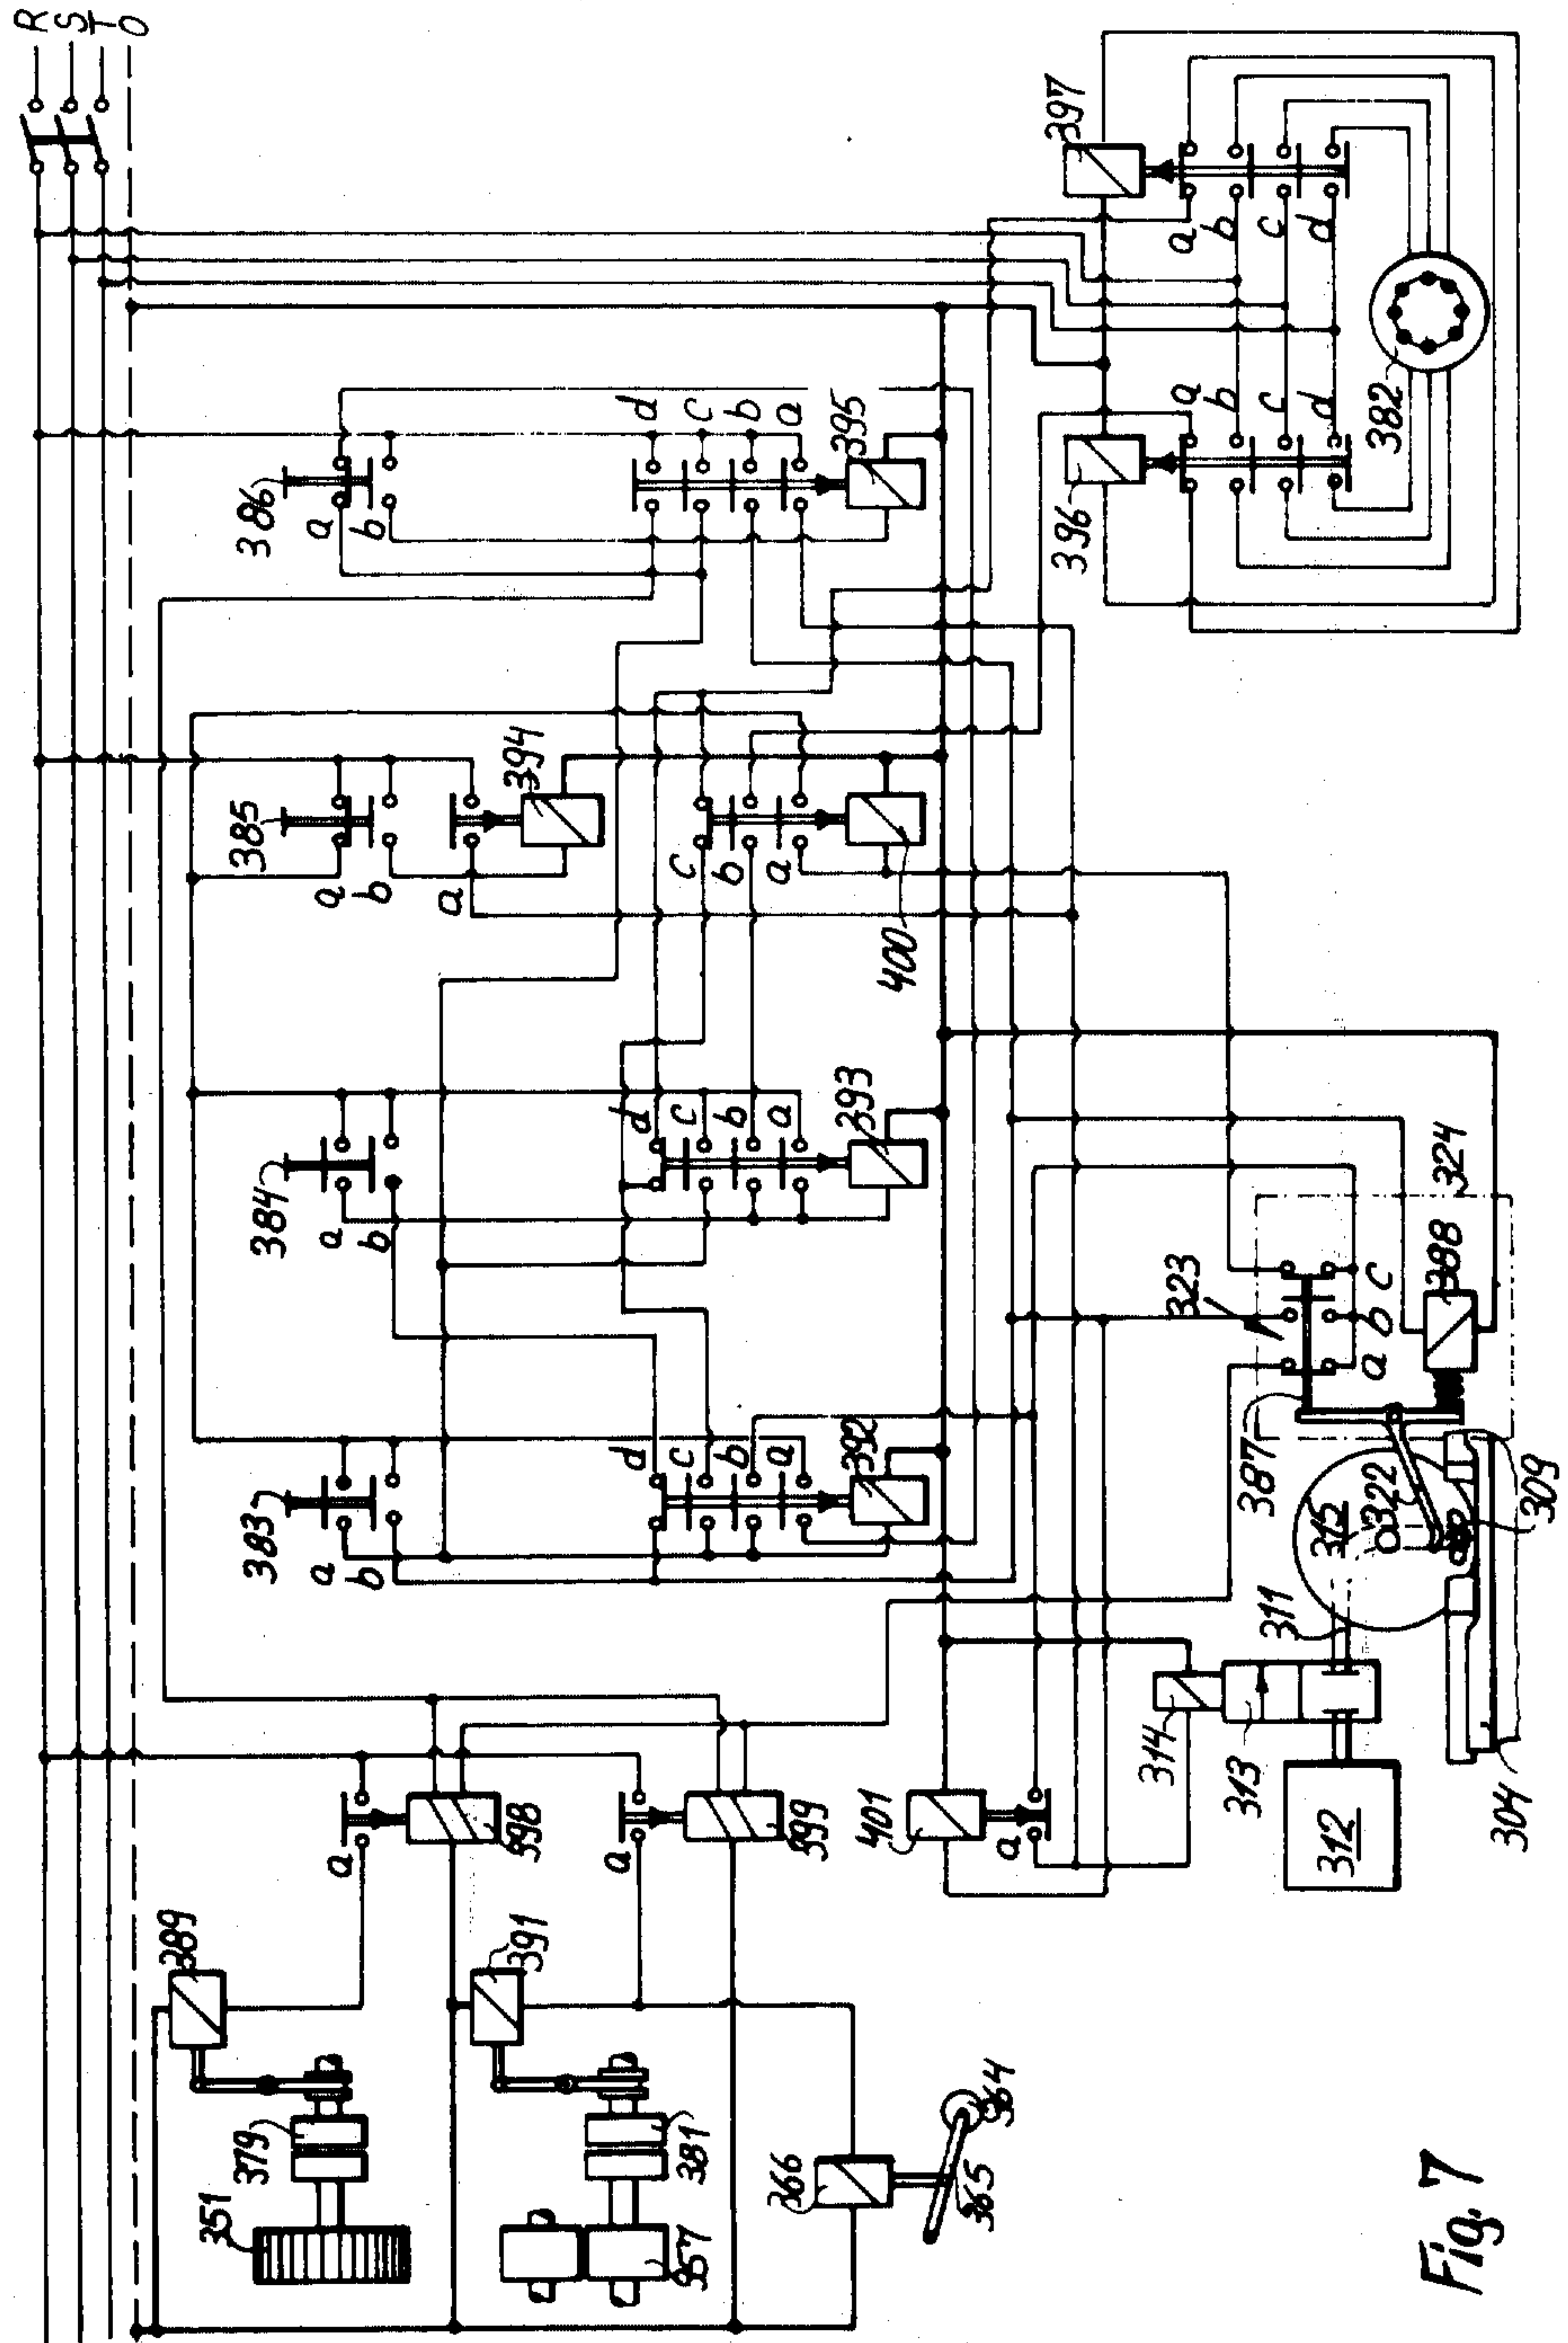 R
S
T
O
397
a
b
c
d
382
a
b
c
d
396
386
a
b
d
c
b
a
395
385
a
b
a
394
c
b
a
400
384
a
b
d
c
b
a
393
383
a
b
d
c
b
a
392
324
323
388
a
b
c
387
315
322
309
311
314
313
312
304
401
a
a
398
a
399
389
391
379
351
381
357
366
365
364
Fig. 7